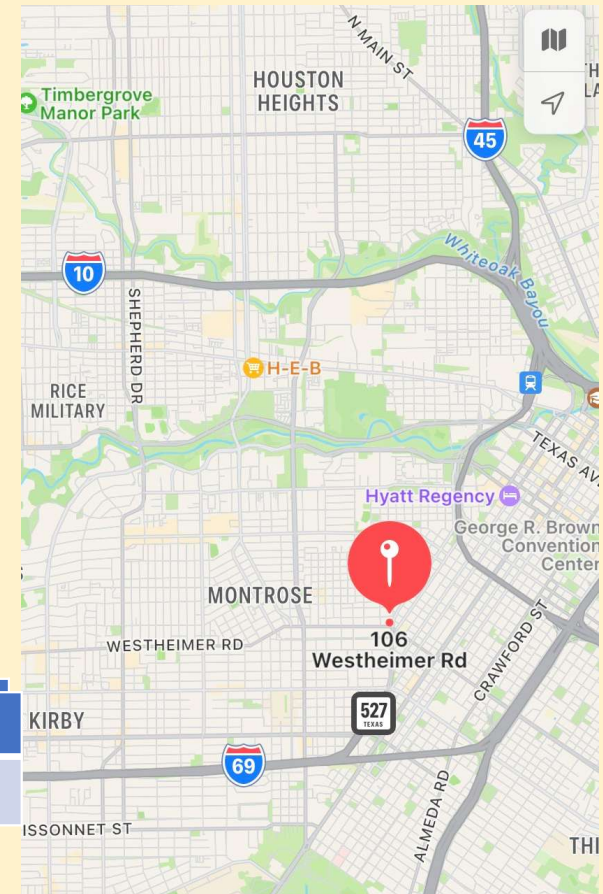 N MAIN ST
HOUSTON
HEIGHTS
Timbergrove
Manor Park
45
Whiteoak Bayou
10
SHEPHERD DR
H-E-B
RICE
MILITARY
TEXAS AV
Hyatt Regency
George R. Brown
Convention
Center
MONTROSE
106
Westheimer Rd
WESTHEIMER RD
CRAWFORD ST
527
TEXAS
KIRBY
69
ISSONNET ST
ALMEDA RD
THI